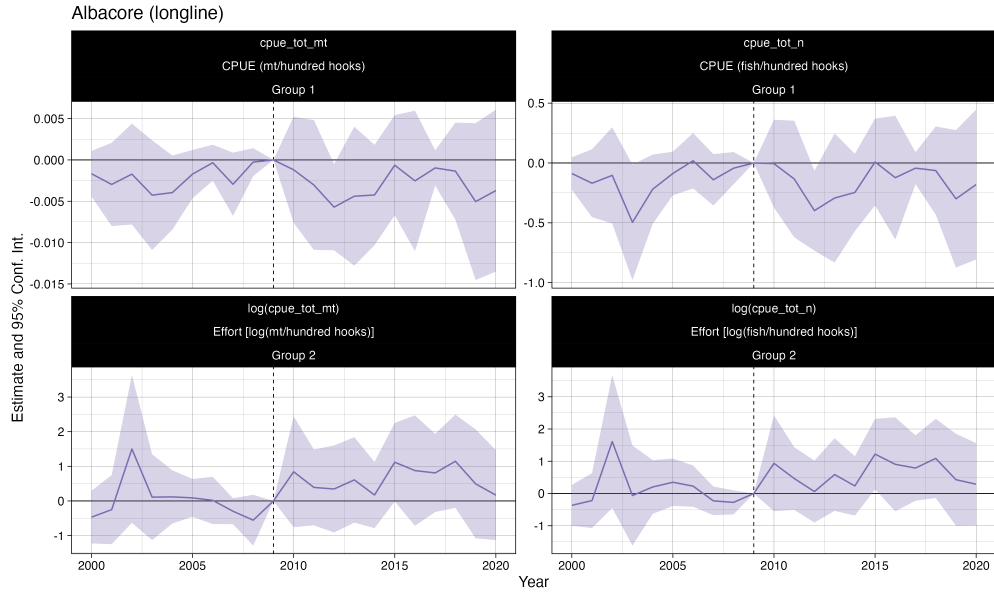 Albacore (longline)
cpue_tot_mt
CPUE (mt/hundred hooks)
Group 1
cpue_tot_n
CPUE (fish/hundred hooks)
Group 1
0.005
0.000
-0.005
-0.010
-0.015
0.5
0.0
-0.5
-1.0
log(cpue_tot_mt)
Effort [log(mt/hundred hooks)]
Group 2
log(cpue_tot_n)
Effort [log(fish/hundred hooks)]
Group 2
3
2
1
0
-1
3
2
1
0
-1
2000 2005 2010 2015 2020
2000 2005 2010 2015 2020
Year
Estimate and 95% Conf. Int.